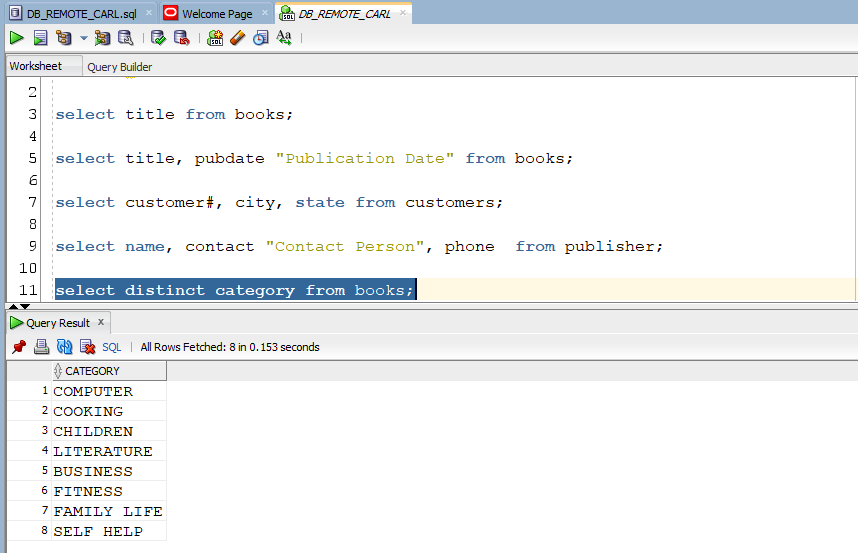 DB_REMOTE_CARL.sql Welcome Page DB_REMOTE_CARL
SQL Aa
Worksheet Query Builder
2
3 select title from books;
4
5 select title, pubdate "Publication Date" from books;
6
7 select customer#, city, state from customers;
8
9 select name, contact "Contact Person", phone  from publisher;
10
11 select distinct category from books;
Query Result x
SQL | All Rows Fetched: 8 in 0.153 seconds
CATEGORY
1 COMPUTER
2 COOKING
3 CHILDREN
4 LITERATURE
5 BUSINESS
6 FITNESS
7 FAMILY LIFE
8 SELF HELP